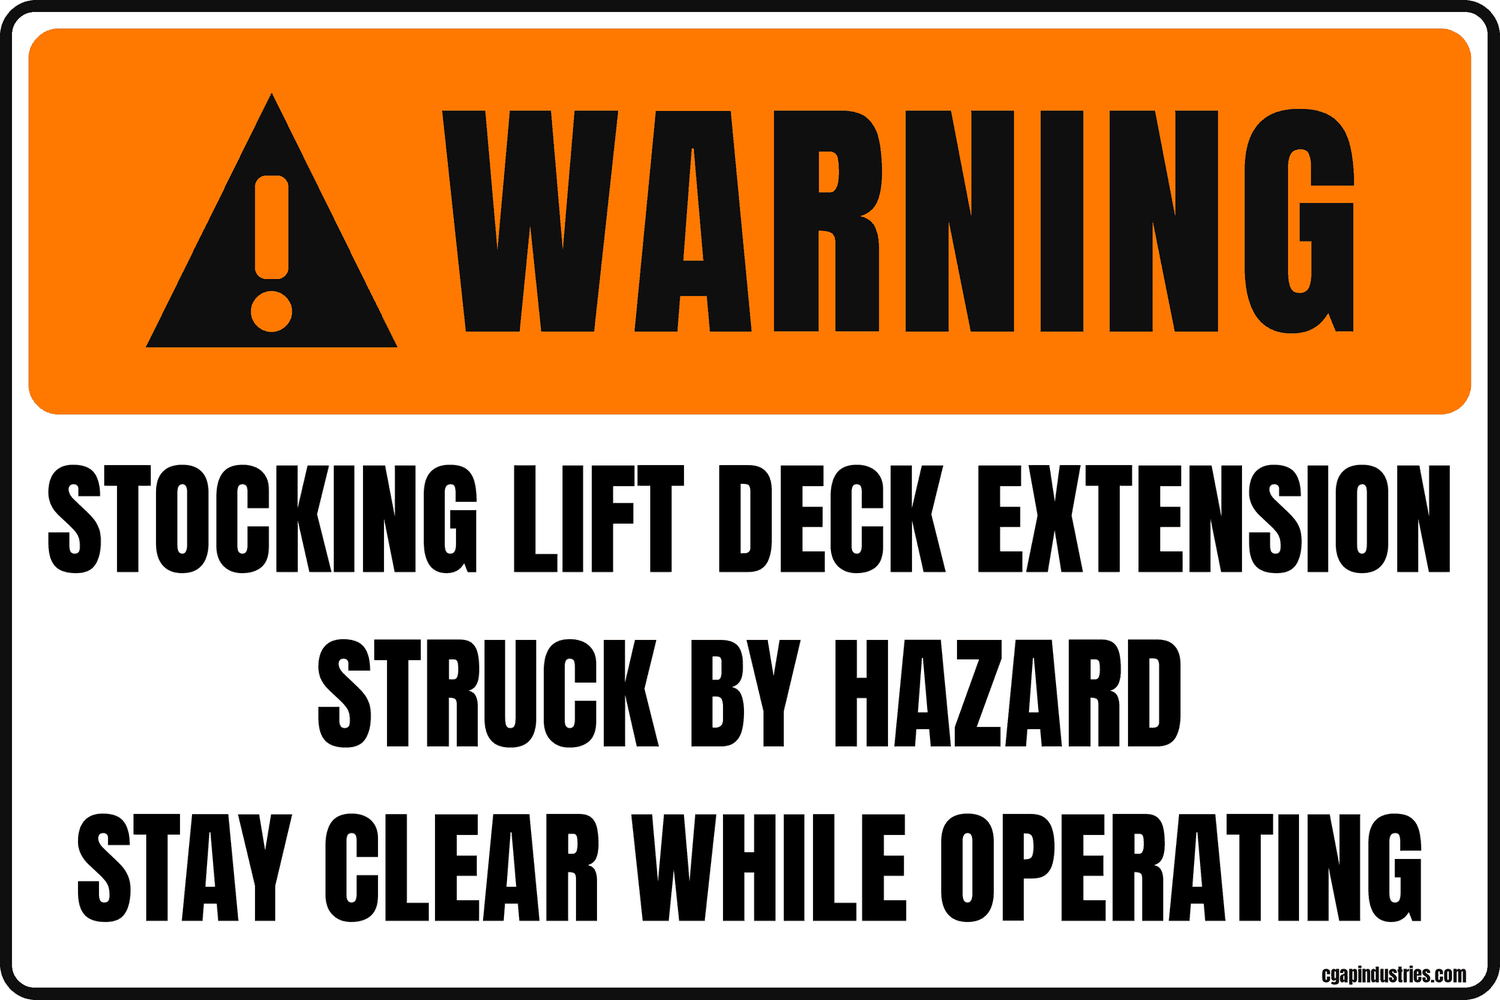 WARNING
STOCKING LIFT DECK EXTENSION
STRUCK BY HAZARD
STAY CLEAR WHILE OPERATING
cgapindustries.com